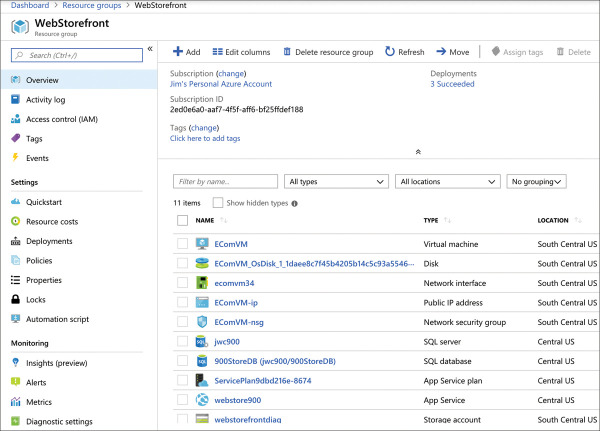 Dashboard > Resource groups > WebStorefront
WebStorefront
Resource group
Search (Ctrl+/)
«
Overview
Activity log
Access control (IAM)
Tags
Events
Settings
Quickstart
Resource costs
Deployments
Policies
Properties
Locks
Automation script
Monitoring
Insights (preview)
Alerts
Metrics
Diagnostic settings
Add Edit columns Delete resource group Refresh Move Assign tags Delete
Subscription (change) Deployments
Jim's Personal Azure Account 3 Succeeded
Subscription ID
2ed0e6a0-aaf7-4f5f-aff6-bf25ffdef188
Tags (change)
Click here to add tags
Filter by name... All types All locations No grouping
11 items Show hidden types
NAME TYPE LOCATION
EComVM Virtual machine South Central US
EComVM_OsDisk_1_1daee8c7f45b4205b14c5c93a5546··· Disk South Central US
ecomvm34 Network interface South Central US
EComVM-ip Public IP address South Central US
EComVM-nsg Network security group South Central US
jwc900 SQL server Central US
900StoreDB (jwc900/900StoreDB) SQL database Central US
ServicePlan9dbd216e-8674 App Service plan Central US
webstore900 App Service Central US
webstorefrontdiag Storage account South Central US